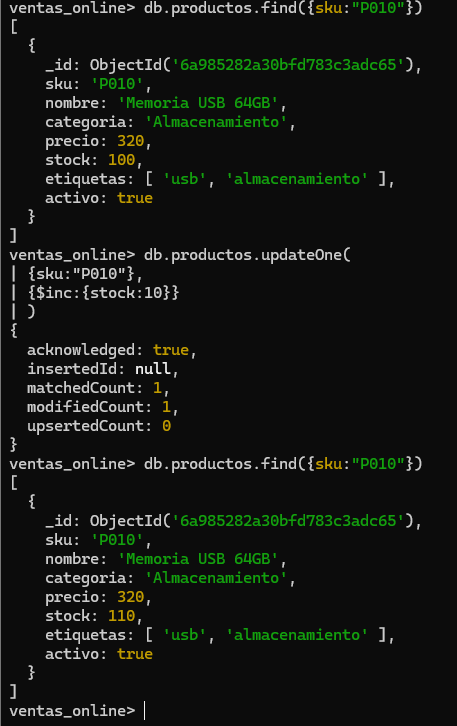 ventas_online> db.productos.find({sku:"P010"})
[
  {
    _id: ObjectId('6a985282a30bfd783c3adc65'),
    sku: 'P010',
    nombre: 'Memoria USB 64GB',
    categoria: 'Almacenamiento',
    precio: 320,
    stock: 100,
    etiquetas: [ 'usb', 'almacenamiento' ],
    activo: true
  }
]
ventas_online> db.productos.updateOne(
| {sku:"P010"},
| {$inc:{stock:10}}
| )
{
  acknowledged: true,
  insertedId: null,
  matchedCount: 1,
  modifiedCount: 1,
  upsertedCount: 0
}
ventas_online> db.productos.find({sku:"P010"})
[
  {
    _id: ObjectId('6a985282a30bfd783c3adc65'),
    sku: 'P010',
    nombre: 'Memoria USB 64GB',
    categoria: 'Almacenamiento',
    precio: 320,
    stock: 110,
    etiquetas: [ 'usb', 'almacenamiento' ],
    activo: true
  }
]
ventas_online>